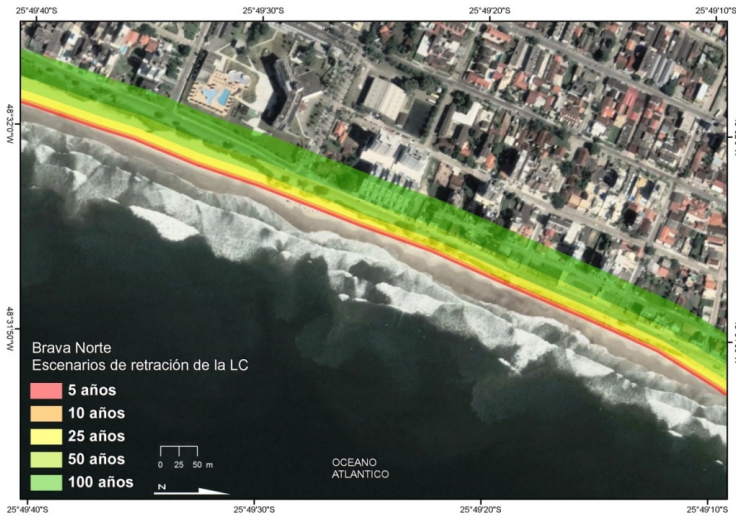 25°49'40"S 25°49'30"S 25°49'20"S 25°49'10"S
48°32'0"W
48°31'50"W
Brava Norte
Escenarios de retración de la LC
5 años
10 años
25 años
50 años
100 años
0 25 50 m
N
OCEANO
ATLANTICO
25°49'40"S 25°49'30"S 25°49'20"S 25°49'10"S